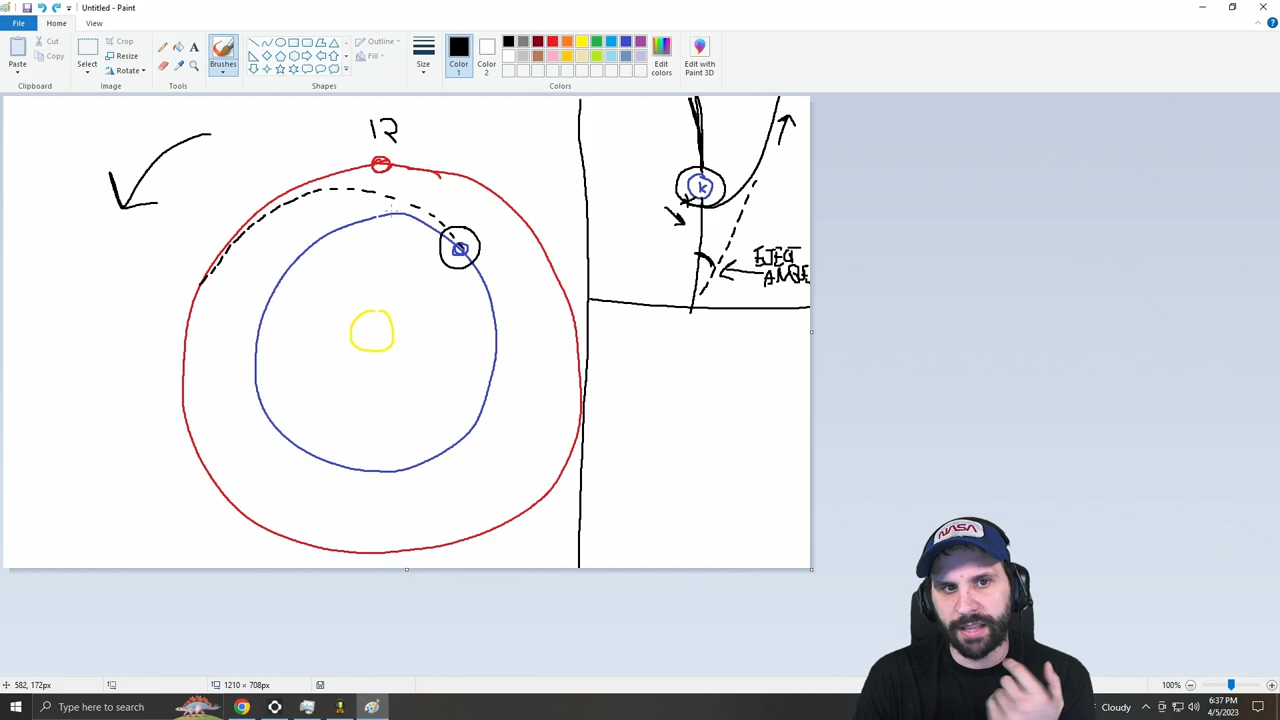 Untitled - Paint
File
Home
View
Paste
Cut
Copy
Clipboard
Select
Crop
Resize
Rotate
Image
A
Tools
Brushes
Shapes
Outline
Fill
Size
Color 1
Color 2
Colors
Edit colors
Edit with Paint 3D
K
EJECT
ANGLE
NASA
582, 172px
1210 × 708px
100%
Type here to search
Cloudy
6:37 PM
4/5/2023